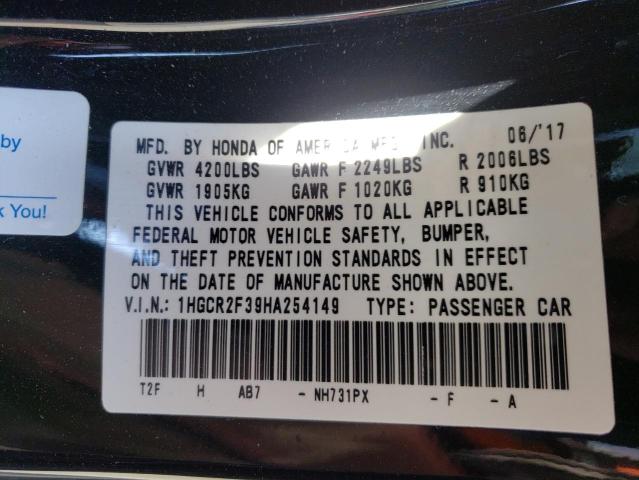 by
k You!
MFD. BY HONDA OF AMERICA MFG., INC. 06/'17
GVWR 4200LBS GAWR F 2249LBS R 2006LBS
GVWR 1905KG GAWR F 1020KG R 910KG
THIS VEHICLE CONFORMS TO ALL APPLICABLE
FEDERAL MOTOR VEHICLE SAFETY, BUMPER,
AND THEFT PREVENTION STANDARDS IN EFFECT
ON THE DATE OF MANUFACTURE SHOWN ABOVE.
V.I.N.: 1HGCR2F39HA254149 TYPE: PASSENGER CAR
T2F H AB7 - NH731PX - F - A